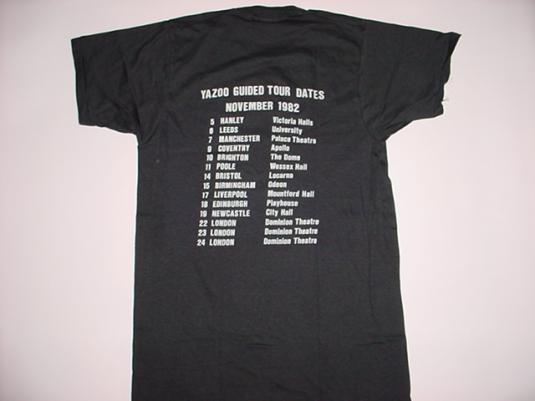 YAZOO GUIDED TOUR DATES
NOVEMBER 1982
5 HANLEY Victoria Halls
6 LEEDS University
7 MANCHESTER Palace Theatre
9 COVENTRY Apollo
10 BRIGHTON The Dome
11 POOLE Wessex Hall
14 BRISTOL Locarno
15 BIRMINGHAM Odeon
17 LIVERPOOL Mountford Hall
18 EDINBURGH Playhouse
19 NEWCASTLE City Hall
22 LONDON Dominion Theatre
23 LONDON Dominion Theatre
24 LONDON Dominion Theatre